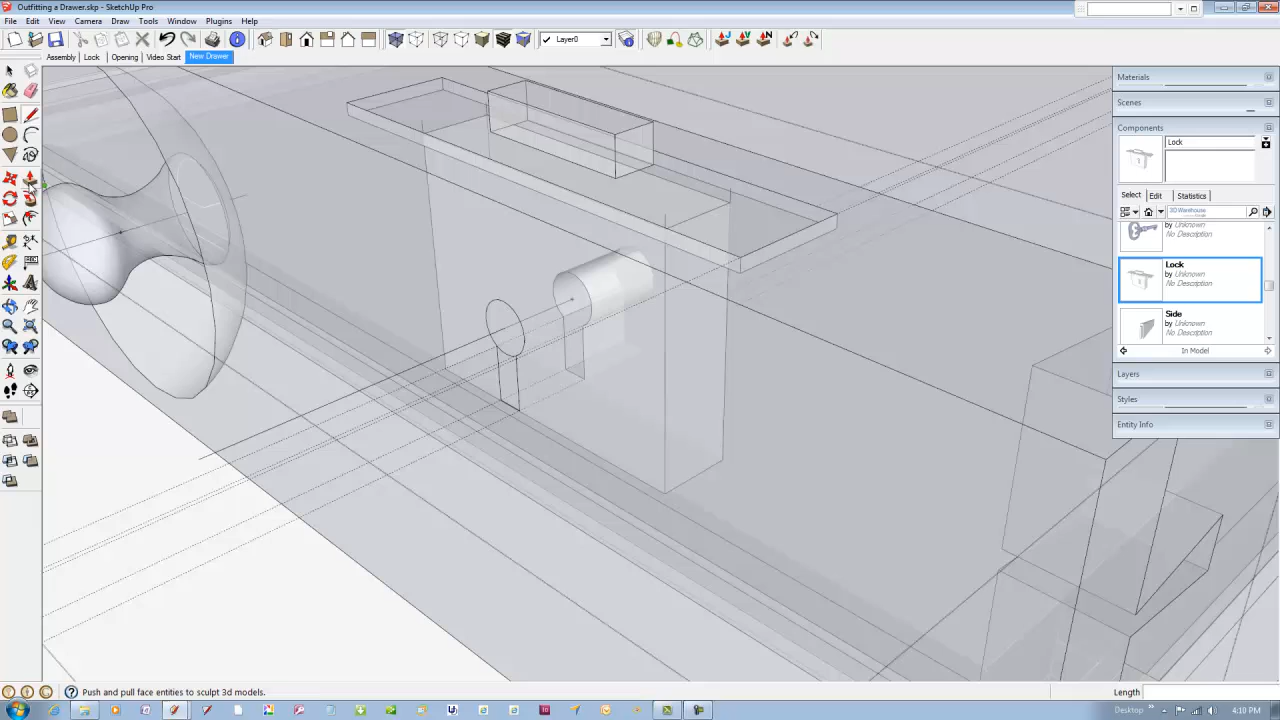 Outfitting a Drawer.skp - SketchUp Pro
File Edit View Camera Draw Tools Window Plugins Help
Layer0
Assembly Lock Opening Video Start New Drawer
Materials
Scenes
Components
Lock
Select Edit Statistics
3D Warehouse
by Unknown
No Description
Lock
by Unknown
No Description
Side
by Unknown
No Description
In Model
Layers
Styles
Entity Info
Push and pull face entities to sculpt 3d models.
Length
Desktop
4:10 PM